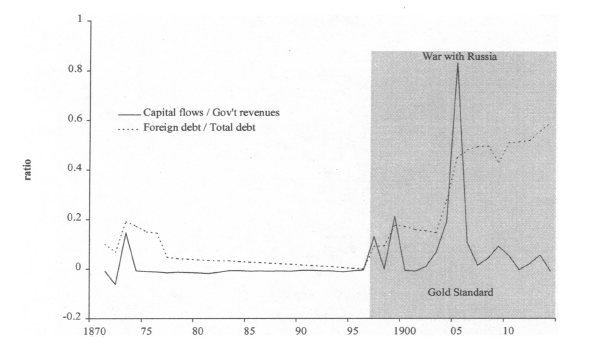 1
0.8
0.6
0.4
0.2
0
-0.2
ratio
Capital flows / Gov't revenues
Foreign debt / Total debt
War with Russia
Gold Standard
1870 75 80 85 90 95 1900 05 10